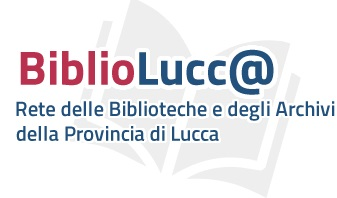 BiblioLucc@
Rete delle Biblioteche e degli Archivi
della Provincia di Lucca